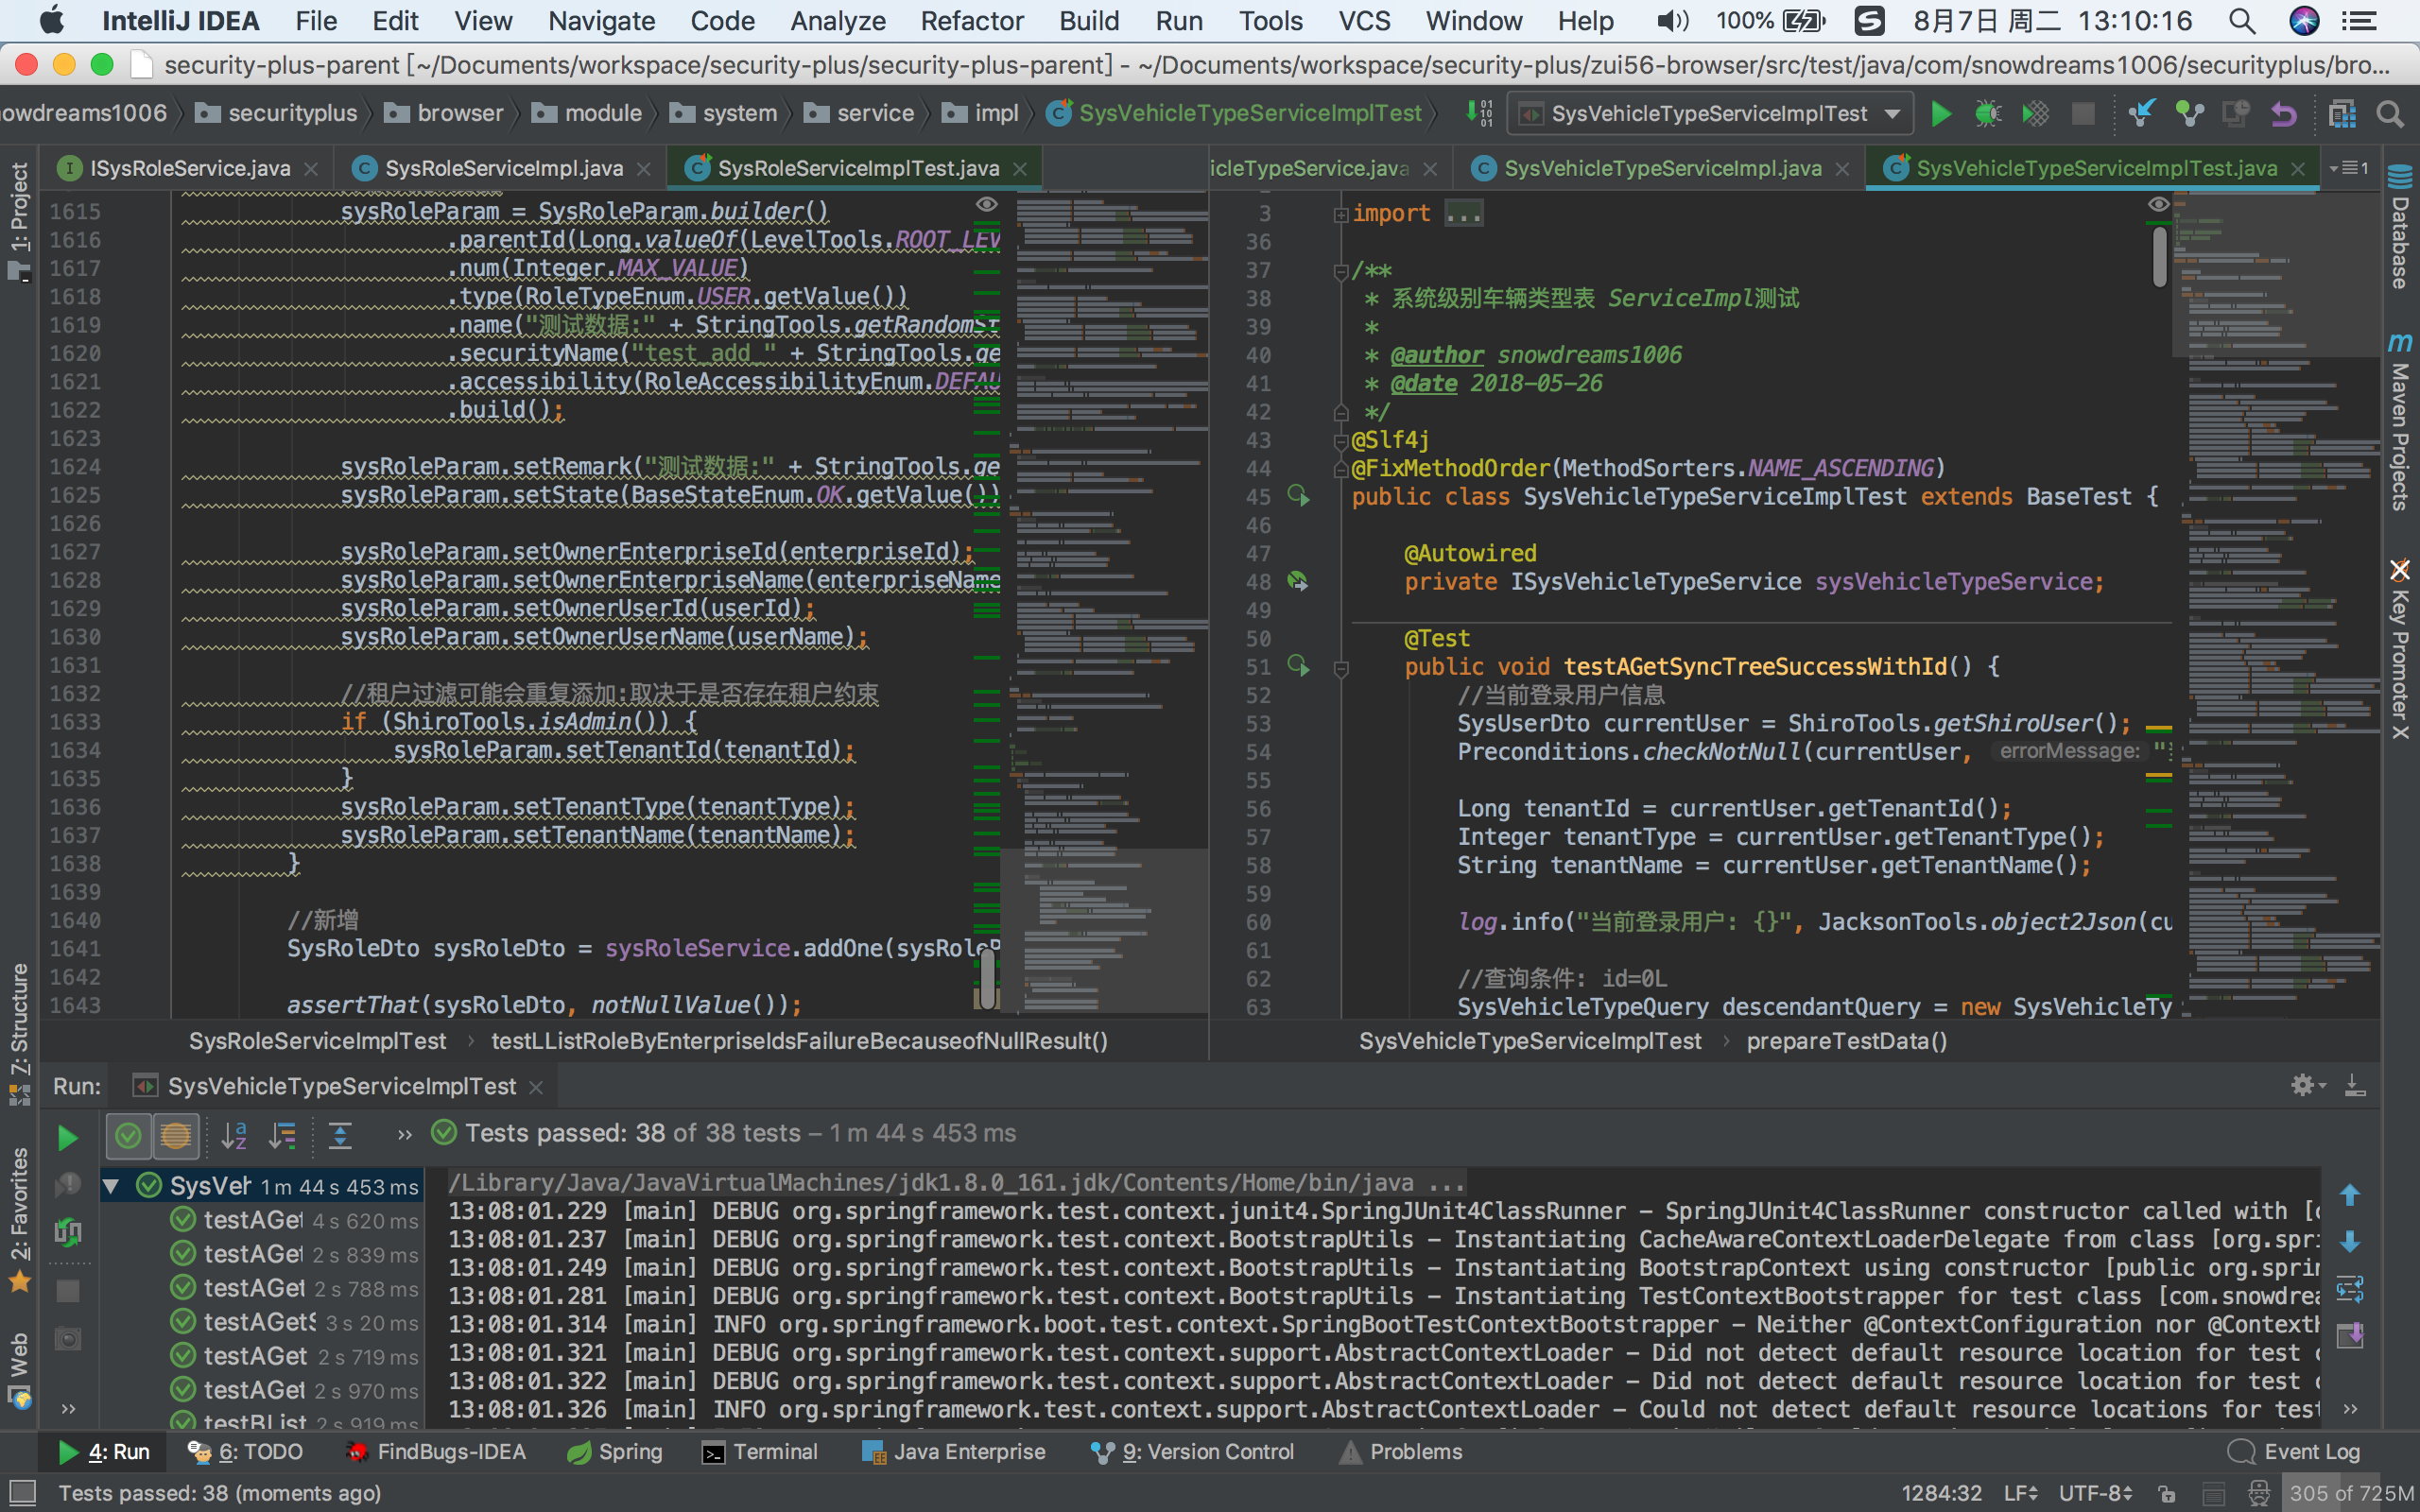 IntelliJ IDEA File Edit View Navigate Code Analyze Refactor Build Run Tools VCS Window Help 100% 8月7日 周二 13:10:16
security-plus-parent [~/Documents/workspace/security-plus/security-plus-parent] - ~/Documents/workspace/security-plus/zui56-browser/src/test/java/com/snowdreams1006/securityplus/bro...
owdreams1006 securityplus browser module system service impl SysVehicleTypeServiceImplTest SysVehicleTypeServiceImplTest
ISysRoleService.java SysRoleServiceImpl.java SysRoleServiceImplTest.java
1615 sysRoleParam = SysRoleParam.builder()
1616 .parentId(Long.valueOf(LevelTools.ROOT_LEV
1617 .num(Integer.MAX_VALUE)
1618 .type(RoleTypeEnum.USER.getValue())
1619 .name("测试数据:" + StringTools.getRandomSt
1620 .securityName("test_add_" + StringTools.ge
1621 .accessibility(RoleAccessibilityEnum.DEFAU
1622 .build();
1623
1624 sysRoleParam.setRemark("测试数据:" + StringTools.ge
1625 sysRoleParam.setState(BaseStateEnum.OK.getValue())
1626
1627 sysRoleParam.setOwnerEnterpriseId(enterpriseId);
1628 sysRoleParam.setOwnerEnterpriseName(enterpriseName
1629 sysRoleParam.setOwnerUserId(userId);
1630 sysRoleParam.setOwnerUserName(userName);
1631
1632 //租户过滤可能会重复添加:取决于是否存在租户约束
1633 if (ShiroTools.isAdmin()) {
1634 sysRoleParam.setTenantId(tenantId);
1635 }
1636 sysRoleParam.setTenantType(tenantType);
1637 sysRoleParam.setTenantName(tenantName);
1638 }
1639
1640 //新增
1641 SysRoleDto sysRoleDto = sysRoleService.addOne(sysRoleP
1642
1643 assertThat(sysRoleDto, notNullValue());
SysRoleServiceImplTest › testLListRoleByEnterpriseIdsFailureBecauseofNullResult()
icleTypeService.java SysVehicleTypeServiceImpl.java SysVehicleTypeServiceImplTest.java 1
3 import ...
36
37 /**
38 * 系统级别车辆类型表 ServiceImpl测试
39 *
40 * @author snowdreams1006
41 * @date 2018-05-26
42 */
43 @Slf4j
44 @FixMethodOrder(MethodSorters.NAME_ASCENDING)
45 public class SysVehicleTypeServiceImplTest extends BaseTest {
46
47 @Autowired
48 private ISysVehicleTypeService sysVehicleTypeService;
49
50 @Test
51 public void testAGetSyncTreeSuccessWithId() {
52 //当前登录用户信息
53 SysUserDto currentUser = ShiroTools.getShiroUser();
54 Preconditions.checkNotNull(currentUser, errorMessage: "
55
56 Long tenantId = currentUser.getTenantId();
57 Integer tenantType = currentUser.getTenantType();
58 String tenantName = currentUser.getTenantName();
59
60 log.info("当前登录用户: {}", JacksonTools.object2Json(cu
61
62 //查询条件: id=0L
63 SysVehicleTypeQuery descendantQuery = new SysVehicleTy
SysVehicleTypeServiceImplTest › prepareTestData()
1: Project
7: Structure
2: Favorites
Web
Database
Maven Projects
Key Promoter X
Run: SysVehicleTypeServiceImplTest
Tests passed: 38 of 38 tests – 1 m 44 s 453 ms
SysVeh 1 m 44 s 453 ms
testAGet 4 s 620 ms
testAGet 2 s 839 ms
testAGet 2 s 788 ms
testAGetS 3 s 20 ms
testAGet 2 s 719 ms
testAGet 2 s 970 ms
testBList 2 s 919 ms
/Library/Java/JavaVirtualMachines/jdk1.8.0_161.jdk/Contents/Home/bin/java ...
13:08:01.229 [main] DEBUG org.springframework.test.context.junit4.SpringJUnit4ClassRunner - SpringJUnit4ClassRunner constructor called with [c
13:08:01.237 [main] DEBUG org.springframework.test.context.BootstrapUtils - Instantiating CacheAwareContextLoaderDelegate from class [org.spri
13:08:01.249 [main] DEBUG org.springframework.test.context.BootstrapUtils - Instantiating BootstrapContext using constructor [public org.sprin
13:08:01.281 [main] DEBUG org.springframework.test.context.BootstrapUtils - Instantiating TestContextBootstrapper for test class [com.snowdrea
13:08:01.314 [main] INFO org.springframework.boot.test.context.SpringBootTestContextBootstrapper - Neither @ContextConfiguration nor @ContextH
13:08:01.321 [main] DEBUG org.springframework.test.context.support.AbstractContextLoader - Did not detect default resource location for test c
13:08:01.322 [main] DEBUG org.springframework.test.context.support.AbstractContextLoader - Did not detect default resource location for test c
13:08:01.326 [main] INFO org.springframework.test.context.support.AbstractContextLoader - Could not detect default resource locations for test
4: Run 6: TODO FindBugs-IDEA Spring Terminal Java Enterprise 9: Version Control Problems Event Log
Tests passed: 38 (moments ago) 1284:32 LF UTF-8 305 of 725M